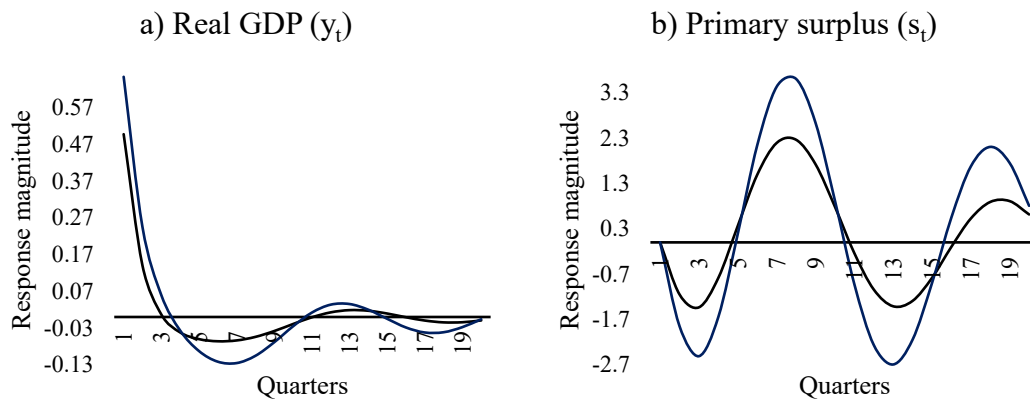 a) Real GDP (yt)
Response magnitude
0.57
0.47
0.37
0.27
0.17
0.07
-0.03
-0.13
1 3 5 7 9 11 13 15 17 19
Quarters
b) Primary surplus (st)
Response magnitude
3.3
2.3
1.3
0.3
-0.7
-1.7
-2.7
1 3 5 7 9 11 13 15 17 19
Quarters